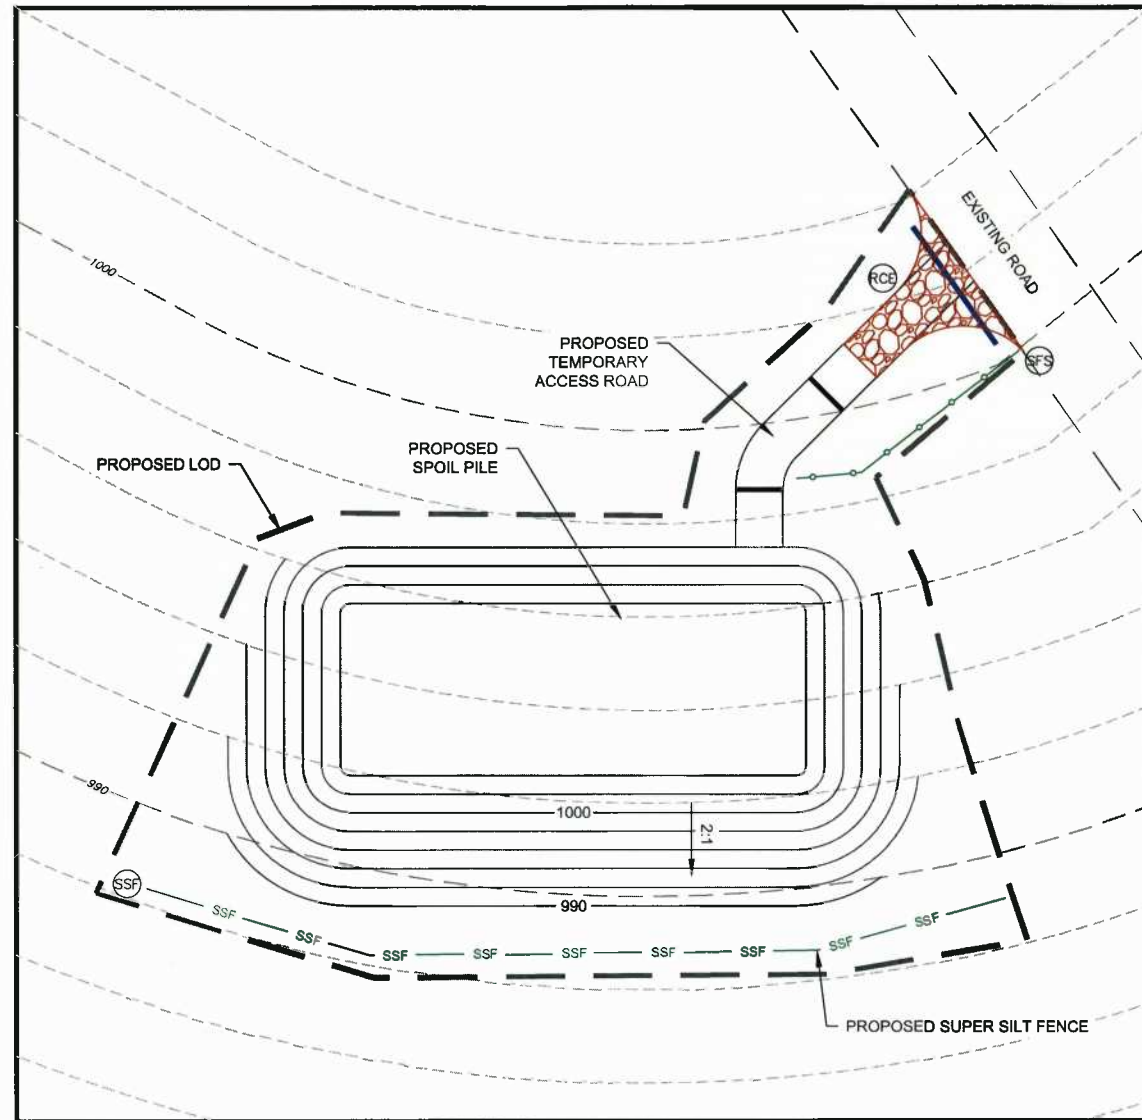 EXISTING ROAD
1000
RCE
PROPOSED
TEMPORARY
ACCESS ROAD
SFS
PROPOSED
SPOIL PILE
PROPOSED LOD
990
1000
2:1
SSF
990
SSF
SSF
SSF
SSF
SSF
SSF
SSF
SSF
SSF
PROPOSED SUPER SILT FENCE